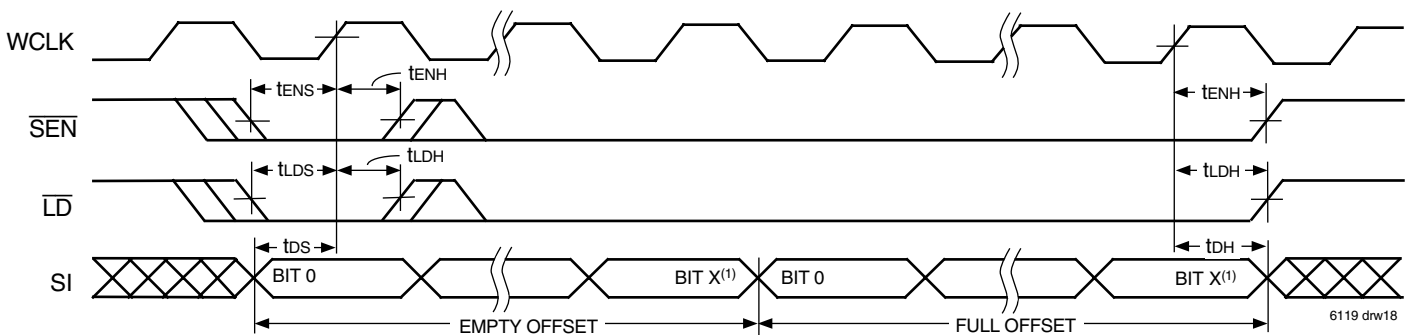 WCLK
tENS
tENH
tENH
SEN
tLDS
tLDH
tLDH
LD
tDS
tDH
SI
BIT 0
BIT X(1)
BIT 0
BIT X(1)
EMPTY OFFSET
FULL OFFSET
6119 drw18